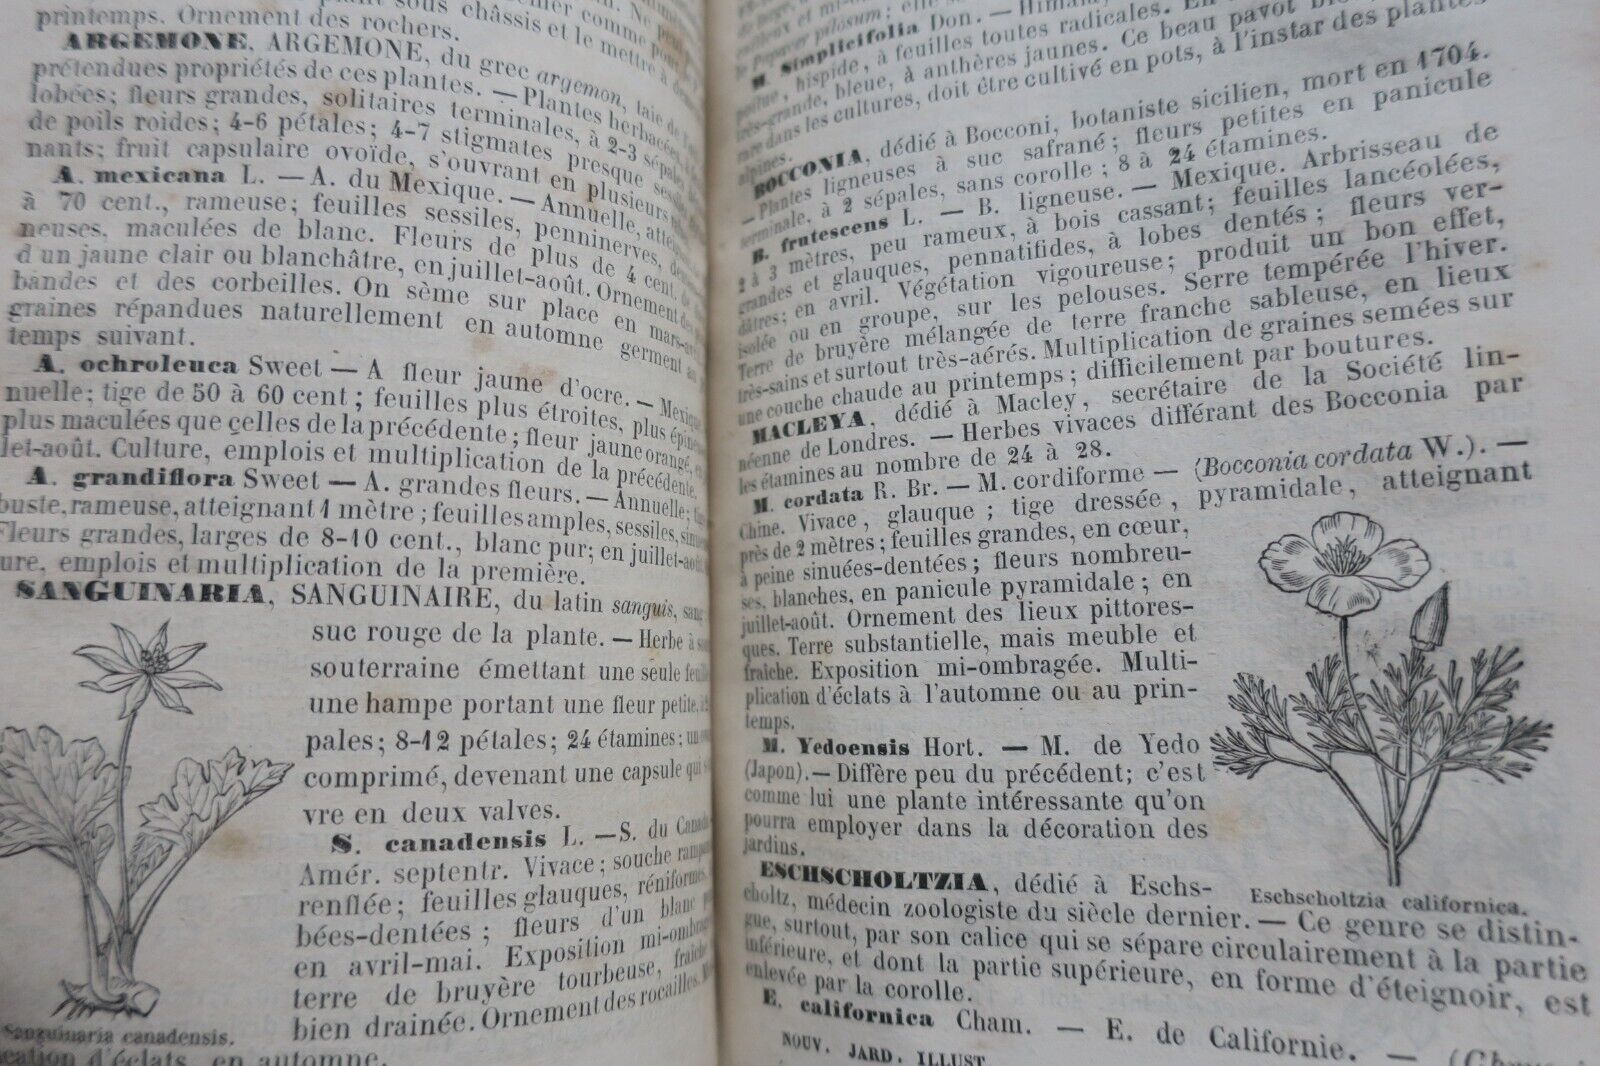 printemps. Ornement des rochers.
ARGEMONE, ARGEMONE, du grec argemon, taie de
prétendues propriétés de ces plantes. — Plantes herbacées,
lobées; fleurs grandes, solitaires terminales, à 2-3 sépales
de poils roides; 4-6 pétales; 4-7 stigmates presque
nants; fruit capsulaire ovoïde, s'ouvrant en plusieurs
A. mexicana L. — A. du Mexique. — Annuelle,
à 70 cent., rameuse; feuilles sessiles, penninerves,
neuses, maculées de blanc. Fleurs de plus de 4 cent.
d'un jaune clair ou blanchâtre, en juillet-août. Ornement des
bandes et des corbeilles. On sème sur place en mars-
graines répandues naturellement en automne germent au
temps suivant.
A. ochroleuca Sweet — A fleur jaune d'ocre. — Mexique.
nuelle; tige de 50 à 60 cent; feuilles plus étroites, plus
plus maculées que celles de la précédente; fleur jaune orangé, en
let-août. Culture, emplois et multiplication de la précédente.
A. grandiflora Sweet — A. grandes fleurs. — Annuelle;
buste, rameuse, atteignant 1 mètre; feuilles amples, sessiles,
Fleurs grandes, larges de 8-10 cent., blanc pur; en juillet-août
ure, emplois et multiplication de la première.
SANGUINARIA, SANGUINAIRE, du latin sanguis, sang
suc rouge de la plante. — Herbe à
souterraine émettant une seule
une hampe portant une fleur petite, à
pales; 8-12 pétales; 24 étamines; un
comprimé, devenant une capsule qui
vre en deux valves.
S. canadensis L. — S. du Canada
Amér. septentr. Vivace; souche
renflée; feuilles glauques, réniformes,
bées-dentées; fleurs d'un blanc
en avril-mai. Exposition mi-ombragée
terre de bruyère tourbeuse, fraîche
bien drainée. Ornement des rocailles.
Sanguinaria canadensis.
cation d'éclats, en automne.
le Papaver pilosum;
M. Simplicifolia Don. — Himala
poilue, hispide, à feuilles toutes radicales. En
très-grande, bleue, à anthères jaunes. Ce beau pavot
rare dans les cultures, doit être cultivé en pots, à l'instar des plantes
alpines.
BOCCONIA, dédié à Bocconi, botaniste sicilien, mort en 1704.
— Plantes ligneuses à suc safrané; fleurs petites en panicule
terminale, à 2 sépales, sans corolle; 8 à 24 étamines.
B. frutescens L. — B. ligneuse. — Mexique. Arbrisseau de
2 à 3 mètres, peu rameux, à bois cassant; feuilles lancéolées,
grandes et glauques, pennatifides, à lobes dentés; fleurs ver-
dâtres; en avril. Végétation vigoureuse; produit un bon effet,
isolée ou en groupe, sur les pelouses. Serre tempérée l'hiver.
Terre de bruyère mélangée de terre franche sableuse, en lieux
très-sains et surtout très-aérés. Multiplication de graines semées sur
une couche chaude au printemps; difficilement par boutures.
MACLEYA, dédié à Macley, secrétaire de la Société lin-
néenne de Londres. — Herbes vivaces différant des Bocconia par
les étamines au nombre de 24 à 28.
M. cordata R. Br. — M. cordiforme — (Bocconia cordata W.). —
Chine. Vivace, glauque; tige dressée, pyramidale, atteignant
près de 2 mètres; feuilles grandes, en cœur,
à peine sinuées-dentées; fleurs nombreu-
ses, blanches, en panicule pyramidale; en
juillet-août. Ornement des lieux pittores-
ques. Terre substantielle, mais meuble et
fraiche. Exposition mi-ombragée. Multi-
plication d'éclats à l'automne ou au prin-
temps.
M. Yedoensis Hort. — M. de Yedo
(Japon). — Diffère peu du précédent; c'est
comme lui une plante intéressante qu'on
pourra employer dans la décoration des
jardins.
Eschscholtzia californica.
ESCHSCHOLTZIA, dédié à Eschs-
choltz, médecin zoologiste du siècle dernier. — Ce genre se distin-
gue, surtout, par son calice qui se sépare circulairement à la partie
inférieure, et dont la partie supérieure, en forme d'éteignoir, est
enlevée par la corolle.
E. californica Cham. — E. de Californie. —
NOUV. JARD. ILLUST